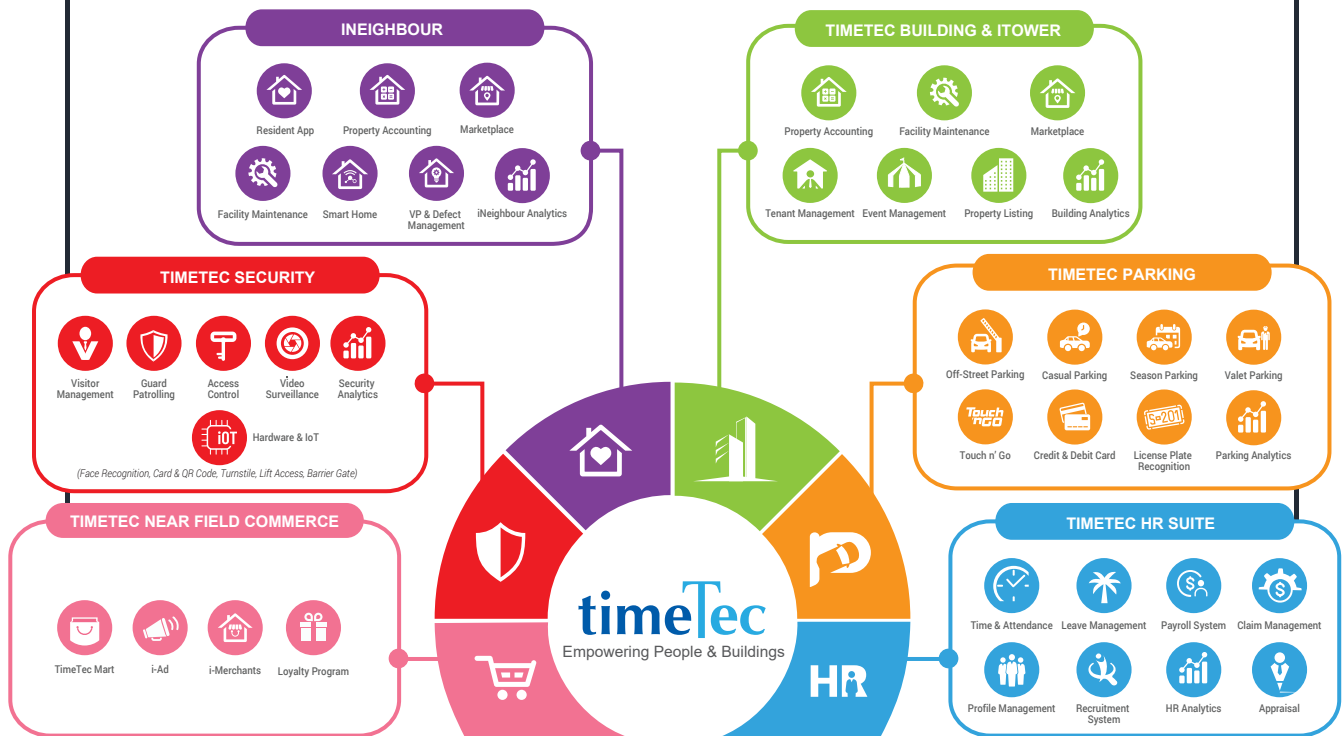 INEIGHBOUR
Resident App
Property Accounting
Marketplace
Facility Maintenance
Smart Home
VP & Defect
Management
iNeighbour Analytics
TIMETEC BUILDING & ITOWER
Property Accounting
Facility Maintenance
Marketplace
Tenant Management
Event Management
Property Listing
Building Analytics
TIMETEC SECURITY
Visitor
Management
Guard
Patrolling
Access
Control
Video
Surveillance
Security
Analytics
iOT
Hardware & IoT
(Face Recognition, Card & QR Code, Turnstile, Lift Access, Barrier Gate)
TIMETEC PARKING
Off-Street Parking
Casual Parking
Season Parking
Valet Parking
Touch
nGO
Touch n' Go
Credit & Debit Card
S=201
License Plate
Recognition
Parking Analytics
TIMETEC NEAR FIELD COMMERCE
TimeTec Mart
i-Ad
i-Merchants
Loyalty Program
TIMETEC HR SUITE
Time & Attendance
Leave Management
Payroll System
Claim Management
Profile Management
Recruitment
System
HR Analytics
Appraisal
timeTec
Empowering People & Buildings
P
HR